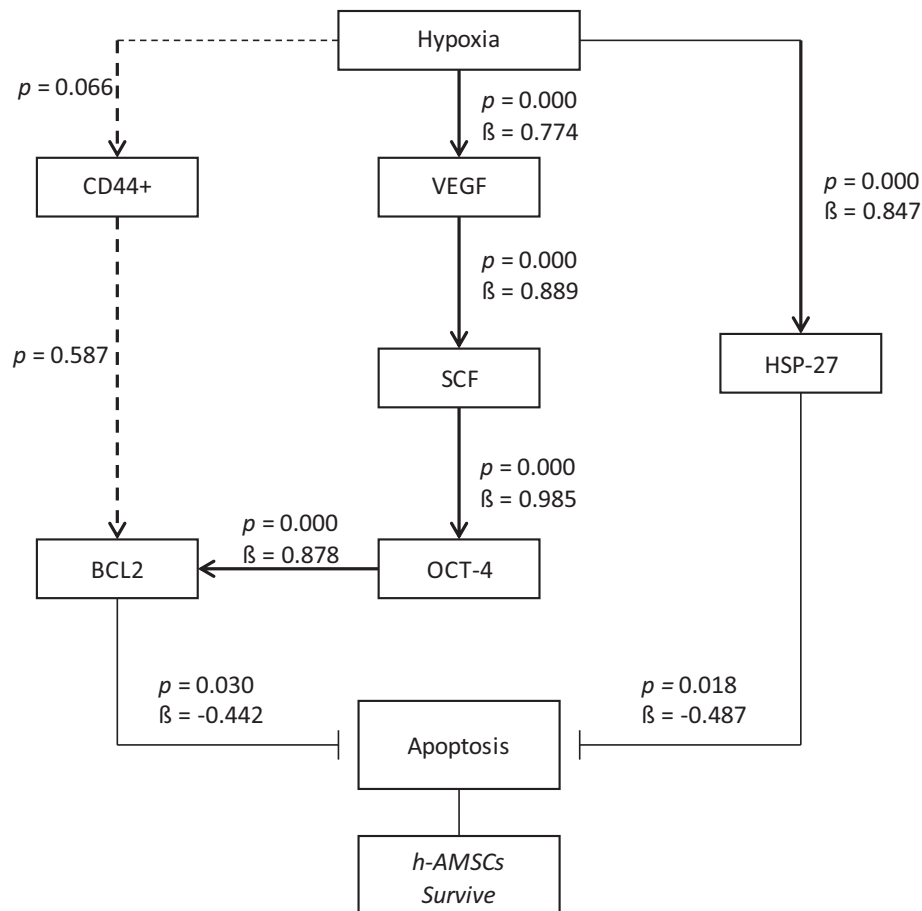 Hypoxia
p = 0.066
p = 0.000
ß = 0.774
CD44+
VEGF
p = 0.000
ß = 0.847
p = 0.000
ß = 0.889
p = 0.587
SCF
HSP-27
p = 0.000
ß = 0.985
p = 0.000
ß = 0.878
BCL2
OCT-4
p = 0.030
ß = -0.442
p = 0.018
ß = -0.487
Apoptosis
h-AMSCs
Survive